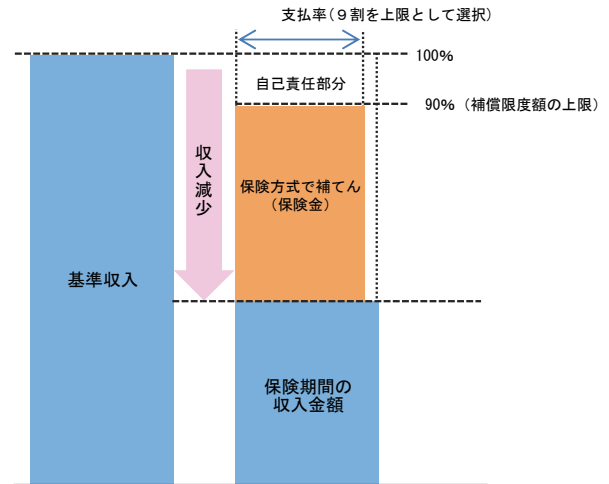 支払率（９割を上限として選択）
100%
自己責任部分
90%（補償限度額の上限）
収入減少
保険方式で補てん
（保険金）
基準収入
保険期間の
収入金額